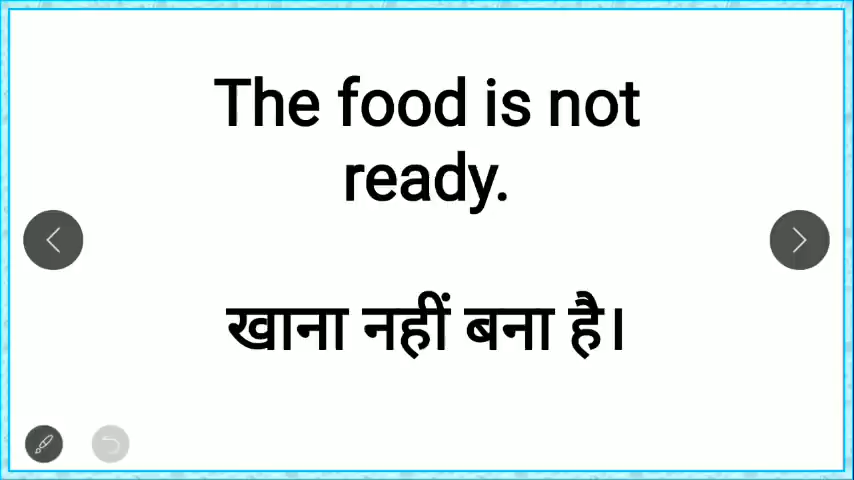 The food is not
ready.
खाना नहीं बना है।